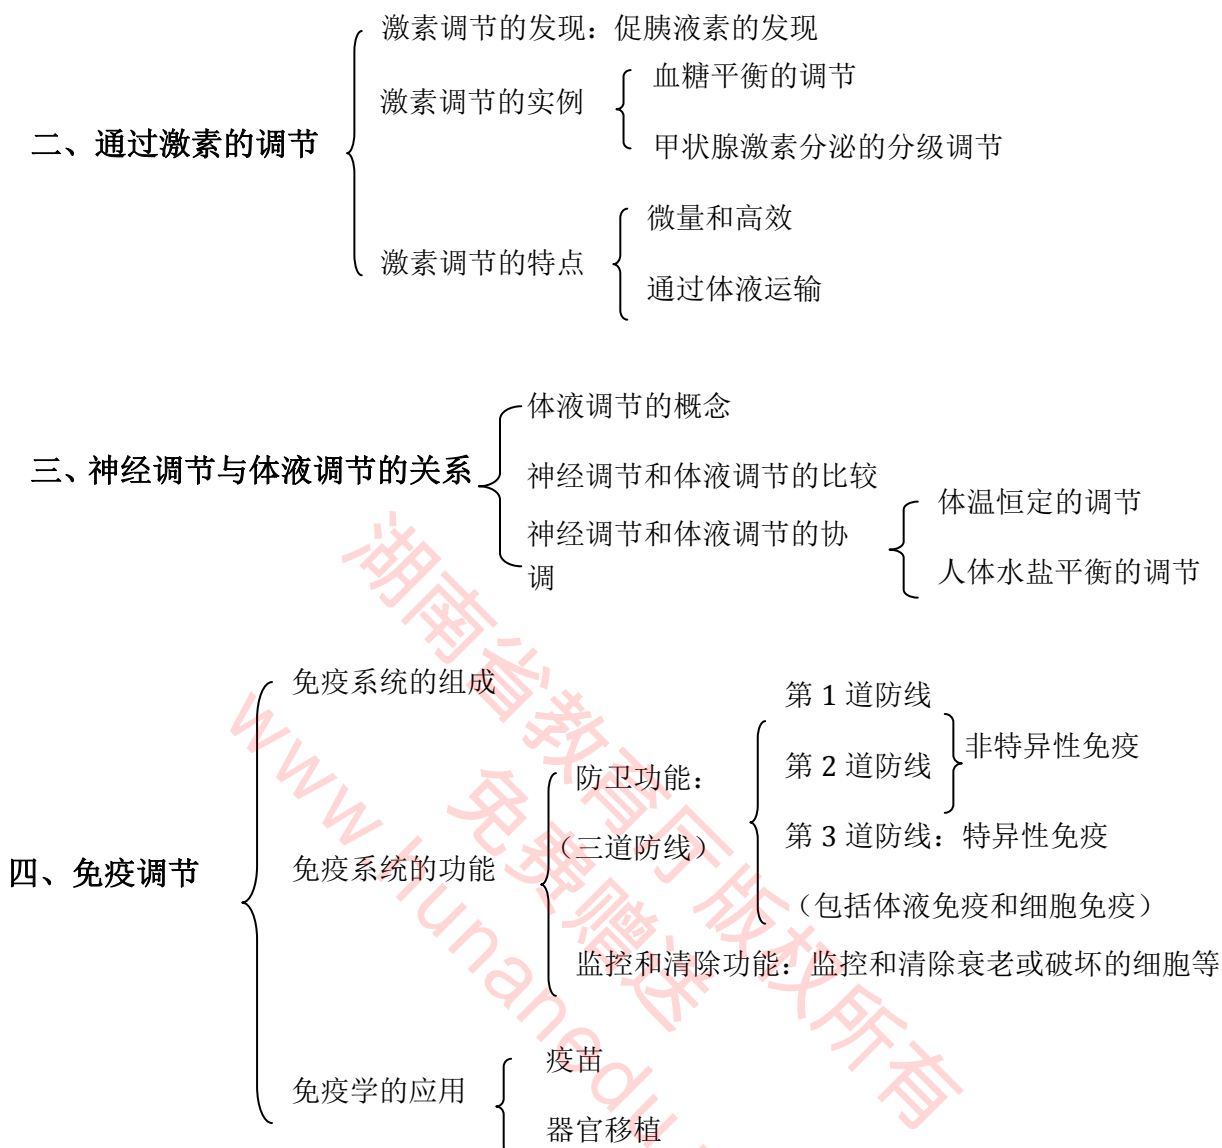 激素调节的发现：促胰液素的发现
血糖平衡的调节
激素调节的实例
二、通过激素的调节
甲状腺激素分泌的分级调节
微量和高效
激素调节的特点
通过体液运输
体液调节的概念
三、神经调节与体液调节的关系
神经调节和体液调节的比较
体温恒定的调节
神经调节和体液调节的协
调
人体水盐平衡的调节
免疫系统的组成
第 1 道防线
非特异性免疫
第 2 道防线
防卫功能：
第 3 道防线：特异性免疫
（三道防线）
免疫系统的功能
四、免疫调节
（包括体液免疫和细胞免疫）
监控和清除功能：监控和清除衰老或破坏的细胞等
疫苗
免疫学的应用
器官移植
湖南省教育厅版权所有
免费赠送
www.hunanedu.